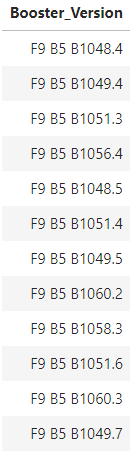 Booster_Version
F9 B5 B1048.4
F9 B5 B1049.4
F9 B5 B1051.3
F9 B5 B1056.4
F9 B5 B1048.5
F9 B5 B1051.4
F9 B5 B1049.5
F9 B5 B1060.2
F9 B5 B1058.3
F9 B5 B1051.6
F9 B5 B1060.3
F9 B5 B1049.7